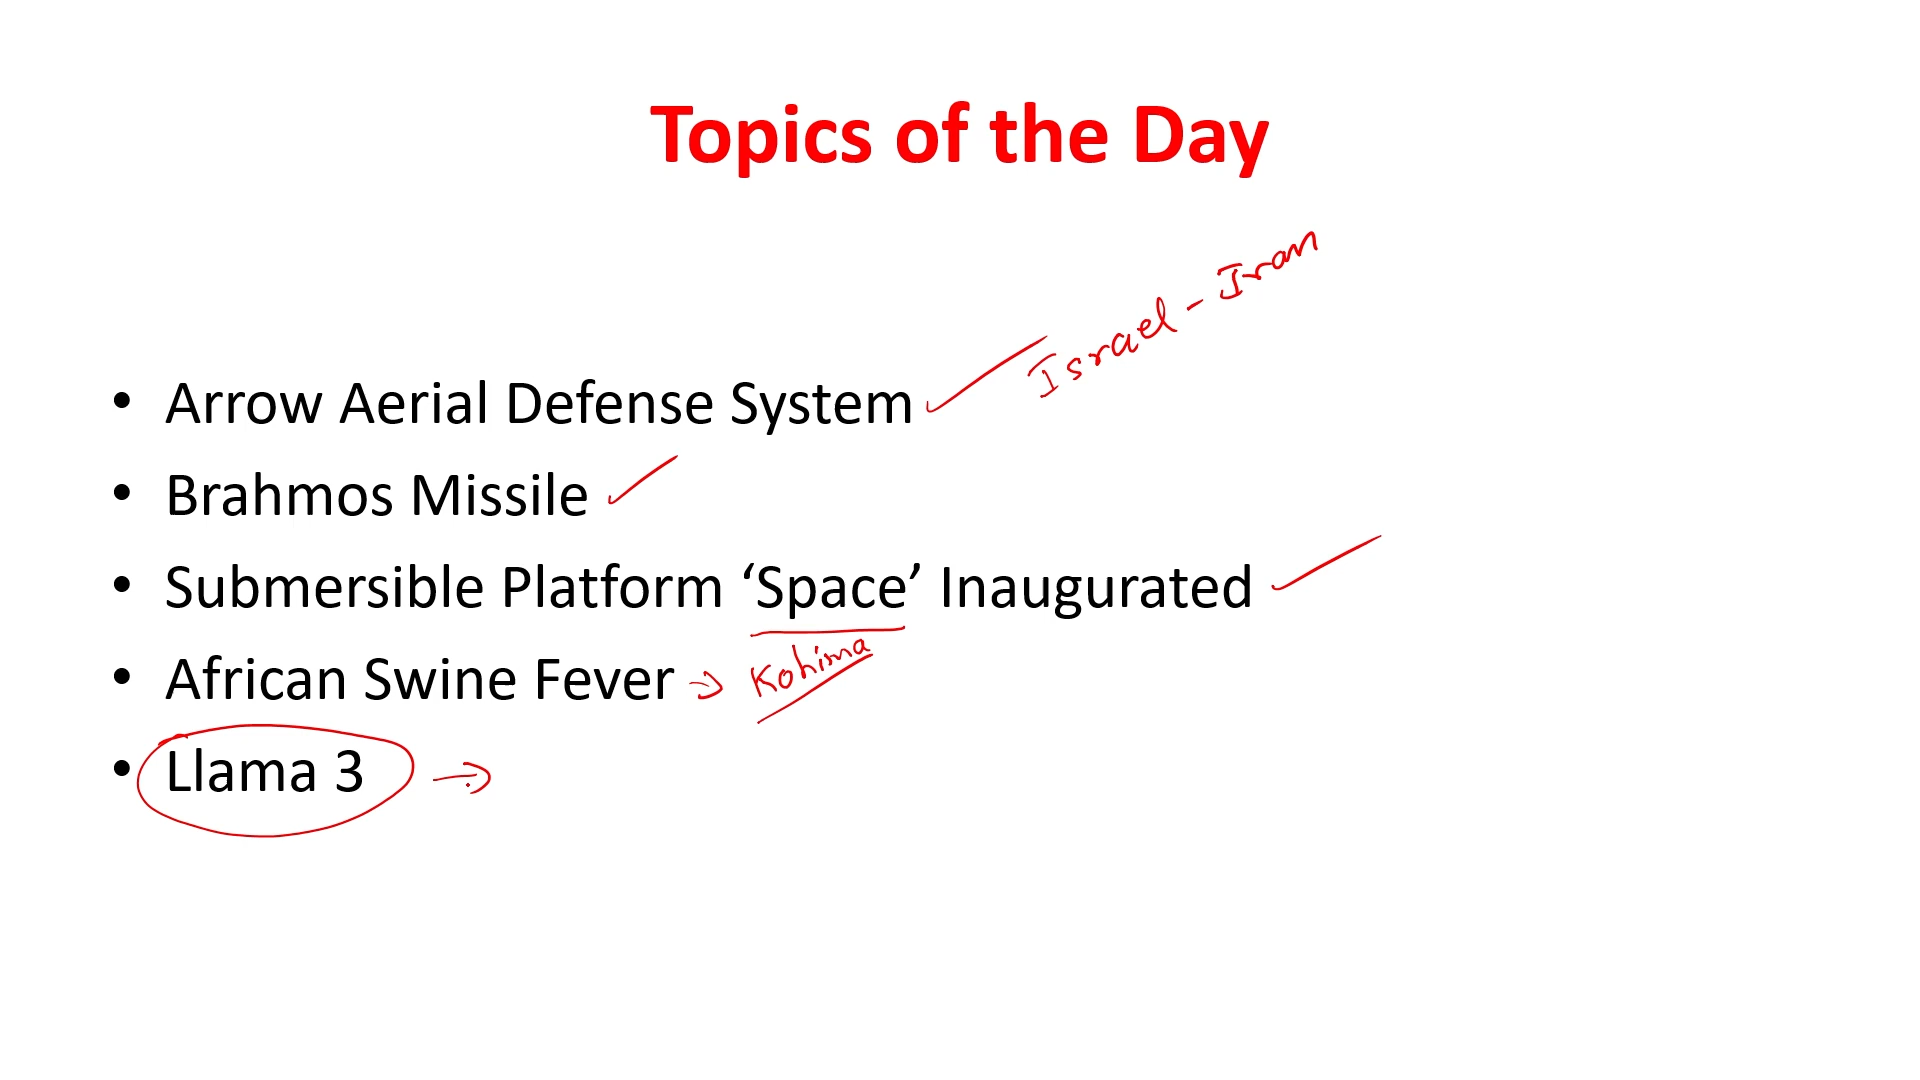 Topics of the Day
Israel - Iran
• Arrow Aerial Defense System
• Brahmos Missile
• Submersible Platform ‘Space’ Inaugurated
• African Swine Fever → Kohima
• Llama 3 →